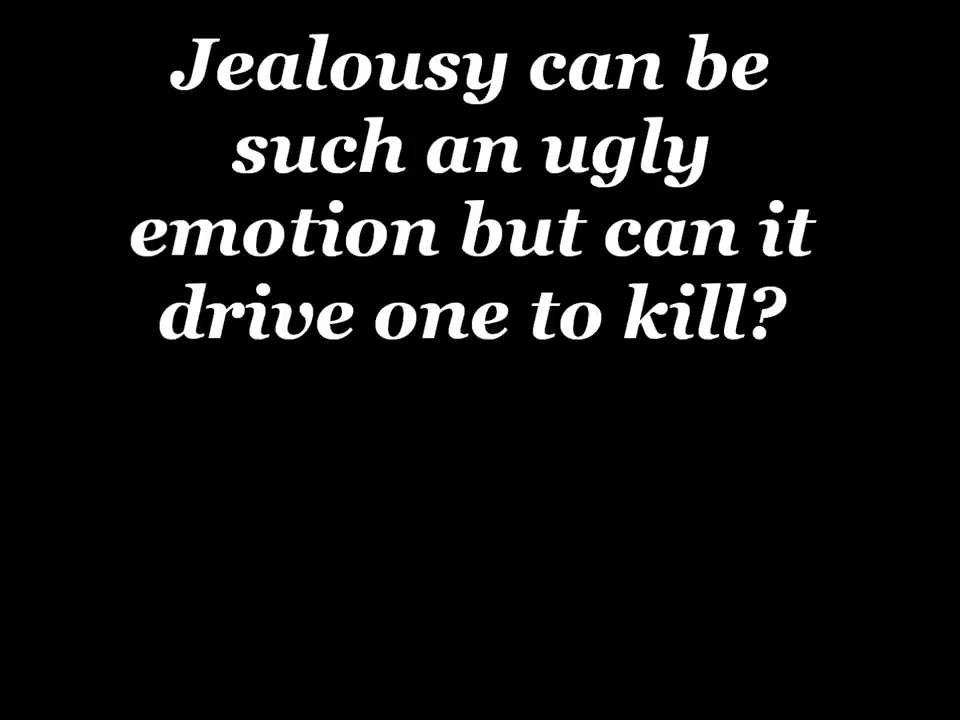 Jealousy can be
such an ugly
emotion but can it
drive one to kill?